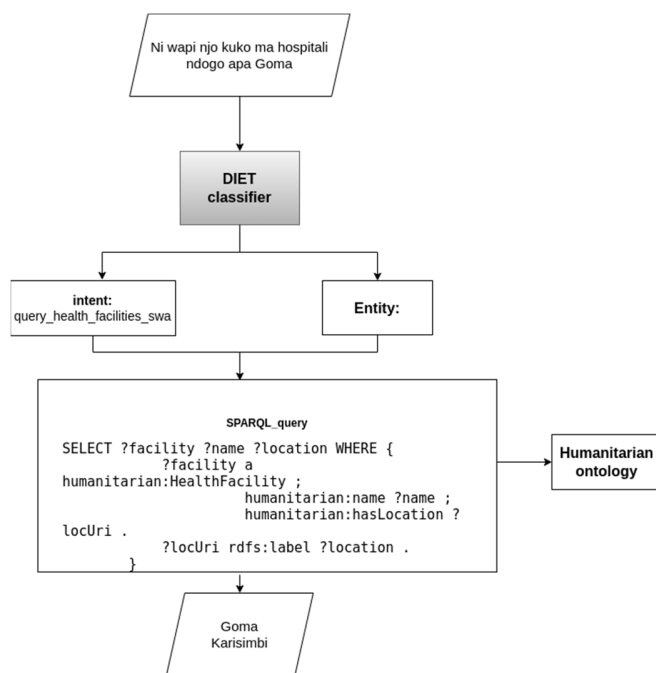 Ni wapi njo kuko ma hospitali
ndogo apa Goma
DIET
classifier
intent:
query_health_facilities_swa
Entity:
SPARQL_query
SELECT ?facility ?name ?location WHERE {
?facility a
humanitarian:HealthFacility ;
humanitarian:name ?name ;
humanitarian:hasLocation ?
locUri .
?locUri rdfs:label ?location .
}
Humanitarian
ontology
Goma
Karisimbi